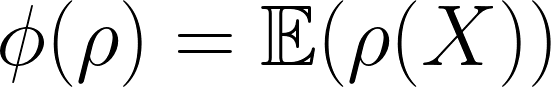 ϕ(ρ) = 𝔼(ρ(X))